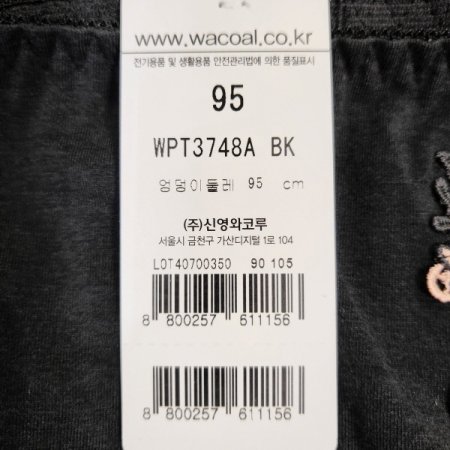 www.wacoal.co.kr
전기용품 및 생활용품 안전관리법에 의한 품질표시
95
WPT3748A BK
엉덩이둘레 95 cm
(주)신영와코루
서울시 금천구 가산디지털 1로 104
LOT40700350 90 105
8 800257 611156
8 800257 611156